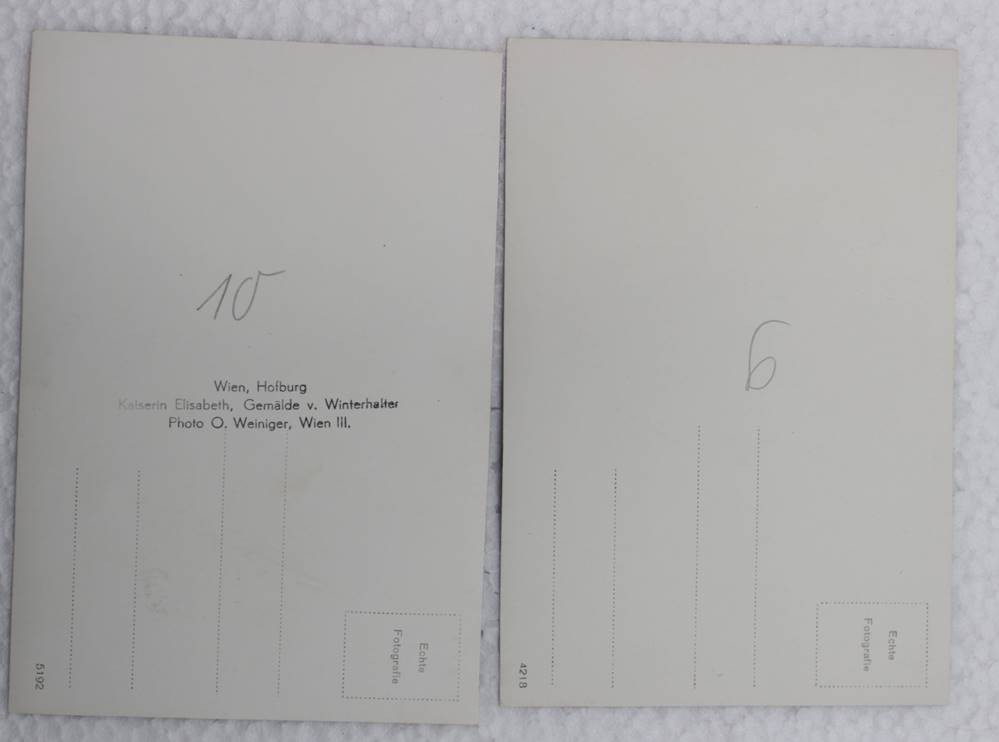 10
Wien, Hofburg
Kaiserin Elisabeth, Gemälde v. Winterhalter
Photo O. Weiniger, Wien III.
Echte
Fotografie
5192
6
Echte
Fotografie
4218